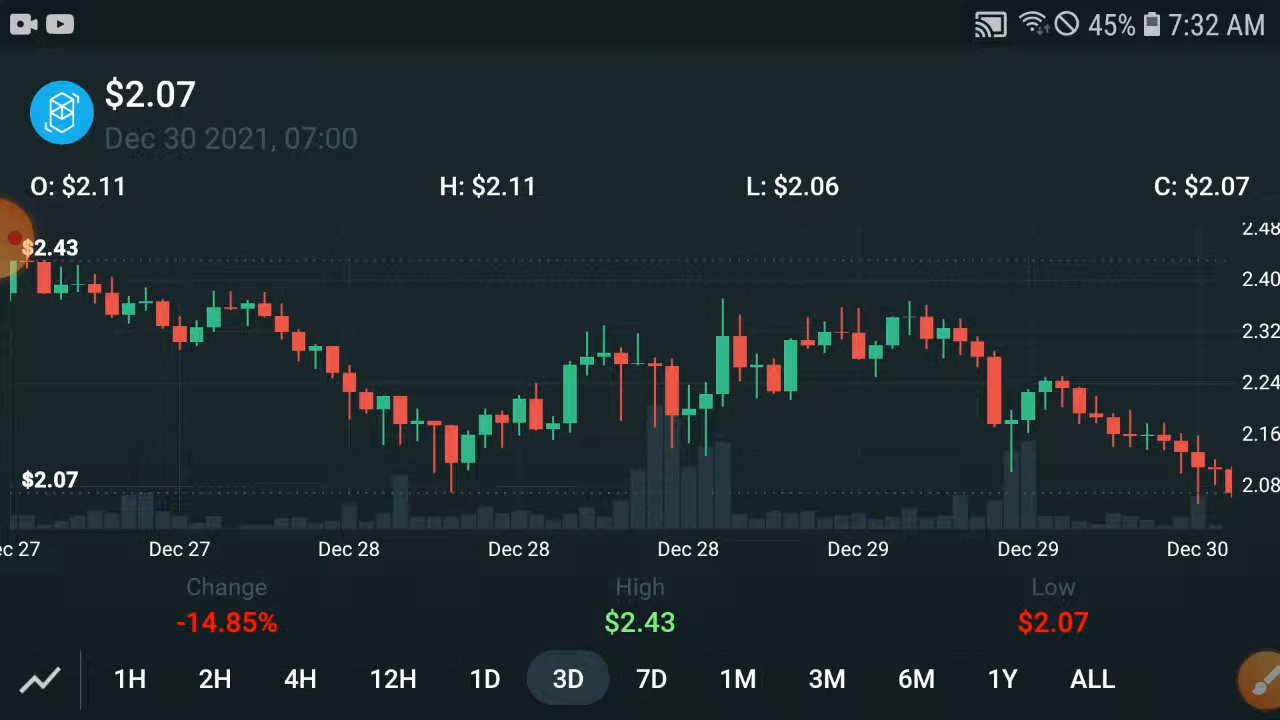 45% 7:32 AM
$2.07
Dec 30 2021, 07:00
O: $2.11 H: $2.11 L: $2.06 C: $2.07
2.48
$2.43
2.40
2.32
2.24
2.16
$2.07
2.08
ec 27 Dec 27 Dec 28 Dec 28 Dec 28 Dec 29 Dec 29 Dec 30
Change High Low
-14.85% $2.43 $2.07
1H 2H 4H 12H 1D 3D 7D 1M 3M 6M 1Y ALL